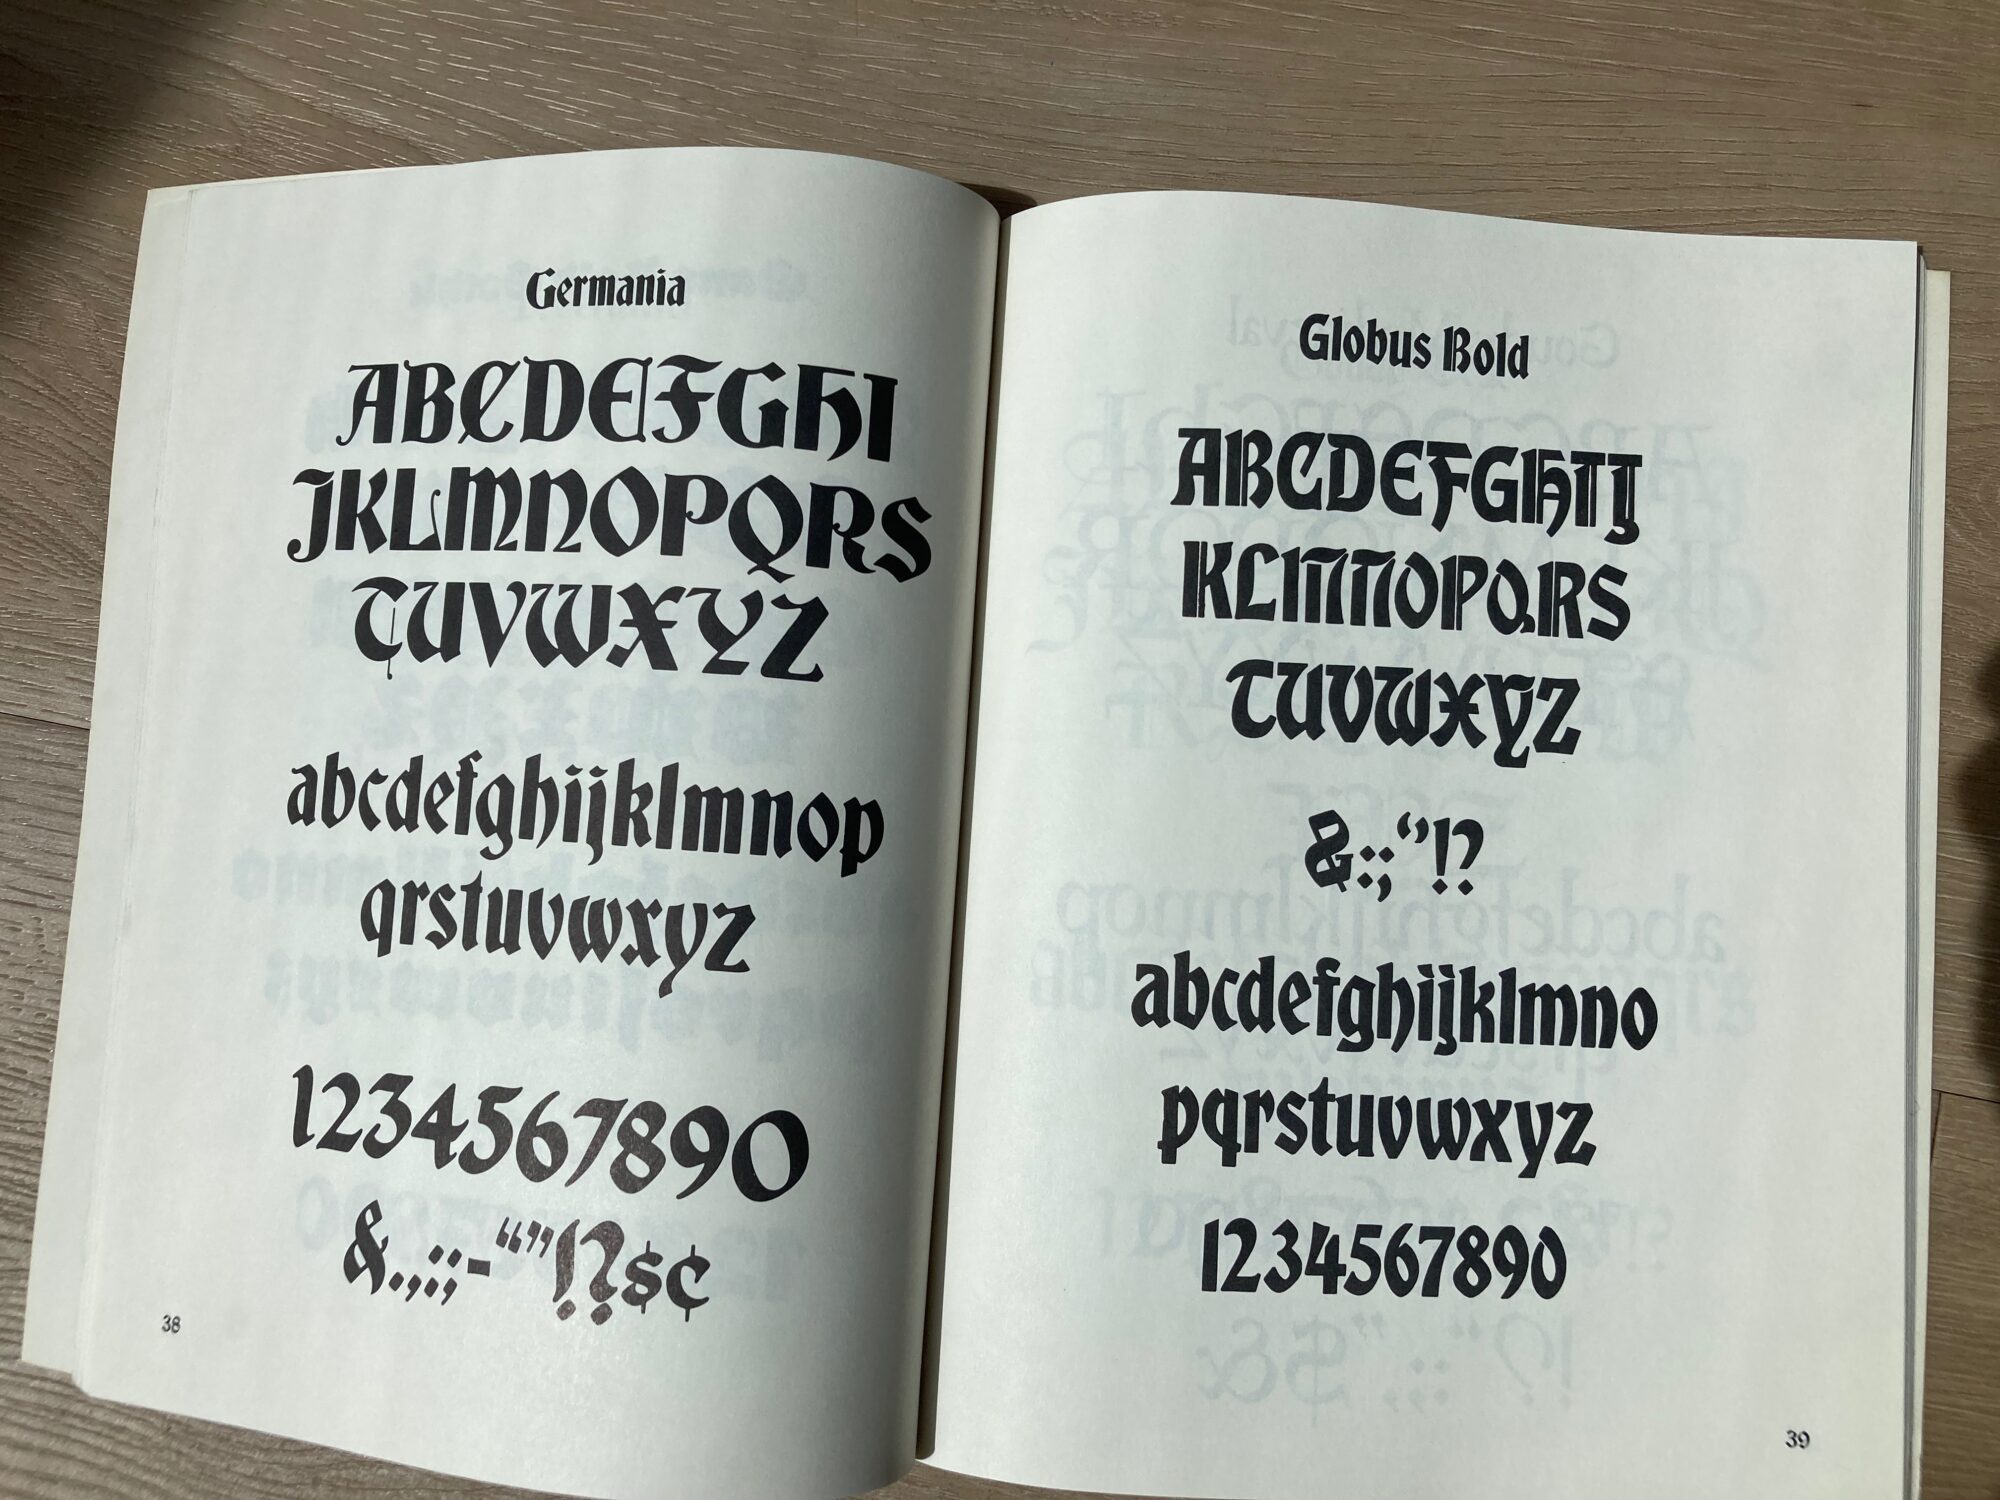 Germania
ABCDEFGHI
JKLMNOPQRS
TUVWXYZ
abcdefghijklmnop
qrstuvwxyz
1234567890
&.,:;-“”!?$¢
38
Globus Bold
ABCDEFGHIJ
KLMNOPQRS
TUVWXYZ
&:;‘’!?
abcdefghijklmno
pqrstuvwxyz
1234567890
39